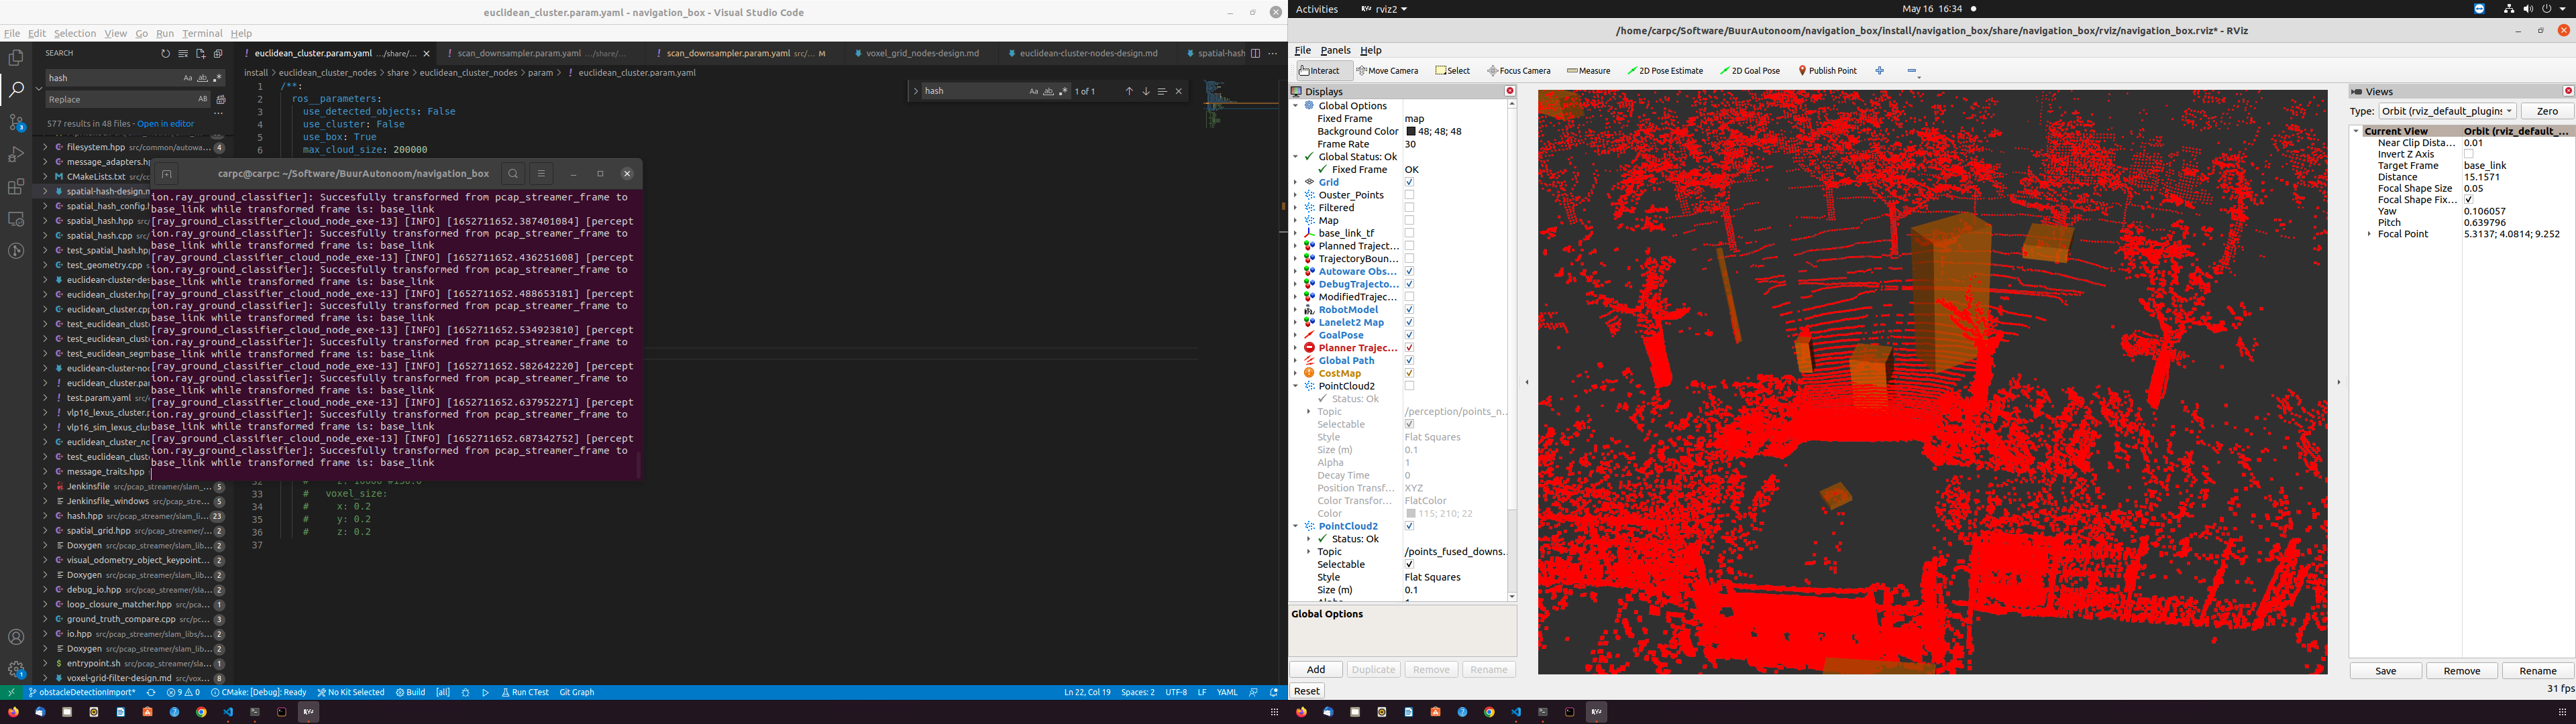 euclidean_cluster.param.yaml - navigation_box - Visual Studio Code
File Edit Selection View Go Run Terminal Help
SEARCH
hash
Replace
577 results in 48 files - Open in editor
filesystem.hpp src/common/autowa... 4
message_adapters.hp
CMakeLists.txt src/co
spatial-hash-design.m
spatial_hash_config.h
spatial_hash.hpp src/
spatial_hash.cpp src/
test_spatial_hash.hpp
test_geometry.cpp s
euclidean-cluster-des
euclidean_cluster.hpp
euclidean_cluster.cpp
test_euclidean_cluste
test_euclidean_cluste
test_euclidean_segm
euclidean-cluster-nod
euclidean_cluster.par
test.param.yaml src/
vlp16_lexus_cluster.p
vlp16_sim_lexus_clus
euclidean_cluster_no
test_euclidean_cluste
message_traits.hpp
Jenkinsfile src/pcap_streamer/slam_... 5
Jenkinsfile_windows src/pcap_stre... 5
hash.hpp src/pcap_streamer/slam_li... 23
spatial_grid.hpp src/pcap_streamer/... 2
Doxygen src/pcap_streamer/slam_lib... 2
visual_odometry_object_keypoint... 2
Doxygen src/pcap_streamer/slam_lib... 2
debug_io.hpp src/pcap_streamer/sla... 2
loop_closure_matcher.hpp src/pca... 1
ground_truth_compare.cpp src/pc... 3
io.hpp src/pcap_streamer/slam_libs/s... 2
Doxygen src/pcap_streamer/slam_lib... 2
entrypoint.sh src/pcap_streamer/sla... 1
voxel-grid-filter-design.md src/vox... 8
euclidean_cluster.param.yaml .../share/...
scan_downsampler.param.yaml .../share/...
scan_downsampler.param.yaml src/... M
voxel_grid_nodes-design.md
euclidean-cluster-nodes-design.md
spatial-hash
install > euclidean_cluster_nodes > share > euclidean_cluster_nodes > param > ! euclidean_cluster.param.yaml
hash
1 of 1
1 /**:
2 ros__parameters:
3 use_detected_objects: False
4 use_cluster: False
5 use_box: True
6 max_cloud_size: 200000
33 # voxel_size:
34 # x: 0.2
35 # y: 0.2
36 # z: 0.2
37
carpc@carpc: ~/Software/BuurAutonoom/navigation_box
ion.ray_ground_classifier]: Succesfully transformed from pcap_streamer_frame to
base_link while transformed frame is: base_link
[ray_ground_classifier_cloud_node_exe-13] [INFO] [1652711652.387401084] [percept
ion.ray_ground_classifier]: Succesfully transformed from pcap_streamer_frame to
base_link while transformed frame is: base_link
[ray_ground_classifier_cloud_node_exe-13] [INFO] [1652711652.436251608] [percept
ion.ray_ground_classifier]: Succesfully transformed from pcap_streamer_frame to
base_link while transformed frame is: base_link
[ray_ground_classifier_cloud_node_exe-13] [INFO] [1652711652.488653181] [percept
ion.ray_ground_classifier]: Succesfully transformed from pcap_streamer_frame to
base_link while transformed frame is: base_link
[ray_ground_classifier_cloud_node_exe-13] [INFO] [1652711652.534923810] [percept
ion.ray_ground_classifier]: Succesfully transformed from pcap_streamer_frame to
base_link while transformed frame is: base_link
[ray_ground_classifier_cloud_node_exe-13] [INFO] [1652711652.582642220] [percept
ion.ray_ground_classifier]: Succesfully transformed from pcap_streamer_frame to
base_link while transformed frame is: base_link
[ray_ground_classifier_cloud_node_exe-13] [INFO] [1652711652.637952271] [percept
ion.ray_ground_classifier]: Succesfully transformed from pcap_streamer_frame to
base_link while transformed frame is: base_link
[ray_ground_classifier_cloud_node_exe-13] [INFO] [1652711652.687342752] [percept
ion.ray_ground_classifier]: Succesfully transformed from pcap_streamer_frame to
base_link while transformed frame is: base_link
obstacleDetectionImport* 9 0 CMake: [Debug]: Ready No Kit Selected Build [all] Run CTest Git Graph
Ln 22, Col 19 Spaces: 2 UTF-8 LF YAML
Activities rviz2 May 16 16:34
/home/carpc/Software/BuurAutonoom/navigation_box/install/navigation_box/share/navigation_box/rviz/navigation_box.rviz* - RViz
File Panels Help
Interact Move Camera Select Focus Camera Measure 2D Pose Estimate 2D Goal Pose Publish Point
Displays
Global Options
Fixed Frame map
Background Color 48; 48; 48
Frame Rate 30
Global Status: Ok
Fixed Frame OK
Grid
Ouster_Points
Filtered
Map
base_link_tf
Planned Traject...
TrajectoryBoun...
Autoware Obs...
DebugTrajecto...
ModifiedTrajec...
RobotModel
Lanelet2 Map
GoalPose
Planner Trajec...
Global Path
CostMap
PointCloud2
Status: Ok
Topic /perception/points_n...
Selectable
Style Flat Squares
Size (m) 0.1
Alpha 1
Decay Time 0
Position Transf... XYZ
Color Transfor... FlatColor
Color 115; 210; 22
PointCloud2
Status: Ok
Topic /points_fused_downs...
Selectable
Style Flat Squares
Size (m) 0.1
Global Options
Add Duplicate Remove Rename
Reset
Views
Type: Orbit (rviz_default_plugins Zero
Current View Orbit (rviz_default_...
Near Clip Dista... 0.01
Invert Z Axis
Target Frame base_link
Distance 15.1571
Focal Shape Size 0.05
Focal Shape Fix...
Yaw 0.106057
Pitch 0.639796
Focal Point 5.3137; 4.0814; 9.252
Save Remove Rename
31 fps